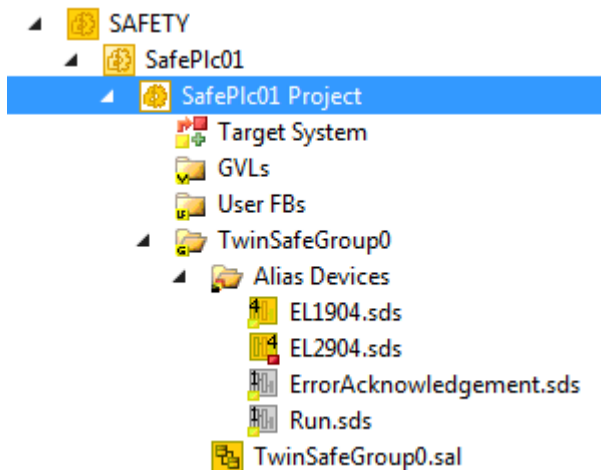 SAFETY
SafePlc01
SafePlc01 Project
Target System
GVLs
User FBs
TwinSafeGroup0
Alias Devices
EL1904.sds
EL2904.sds
ErrorAcknowledgement.sds
Run.sds
TwinSafeGroup0.sal